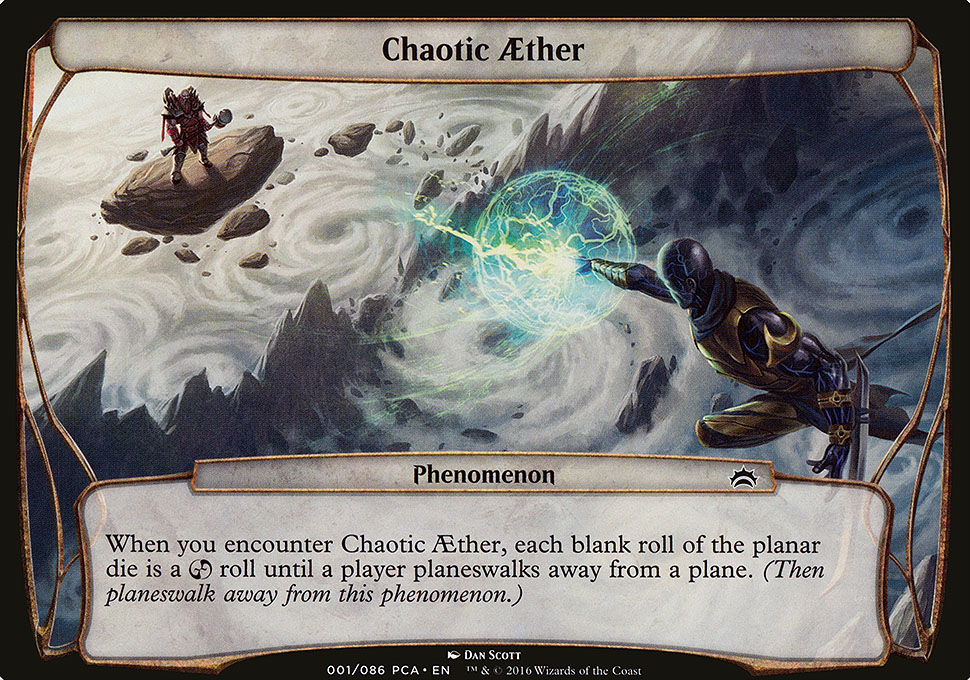 Chaotic Æther
Phenomenon
When you encounter Chaotic Æther, each blank roll of the planar
die is a roll until a player planeswalks away from a plane. (Then
planeswalk away from this phenomenon.)
Dan Scott
001/086 PCA • EN ™ & © 2016 Wizards of the Coast